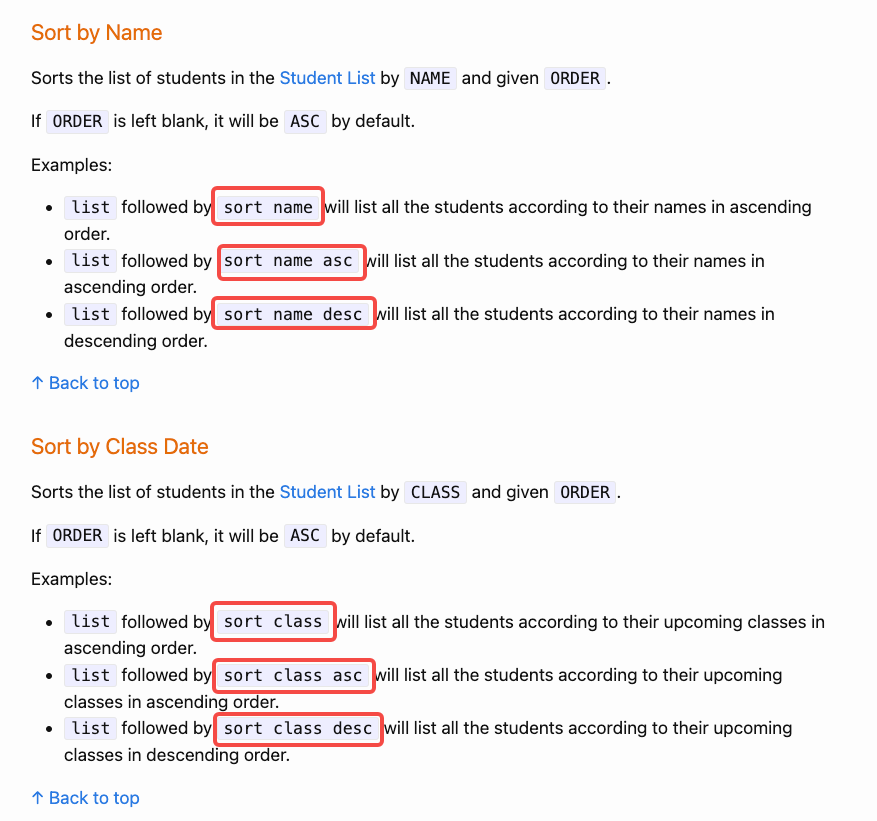 Sort by Name
Sorts the list of students in the Student List by NAME and given ORDER .
If ORDER is left blank, it will be ASC by default.
Examples:
• list followed by sort name will list all the students according to their names in ascending
order.
• list followed by sort name asc will list all the students according to their names in
ascending order.
• list followed by sort name desc will list all the students according to their names in
descending order.
↑ Back to top
Sort by Class Date
Sorts the list of students in the Student List by CLASS and given ORDER .
If ORDER is left blank, it will be ASC by default.
Examples:
• list followed by sort class will list all the students according to their upcoming classes in
ascending order.
• list followed by sort class asc will list all the students according to their upcoming
classes in ascending order.
• list followed by sort class desc will list all the students according to their upcoming
classes in descending order.
↑ Back to top